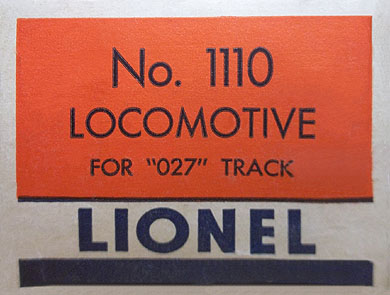 No. 1110
LOCOMOTIVE
FOR "027" TRACK
LIONEL